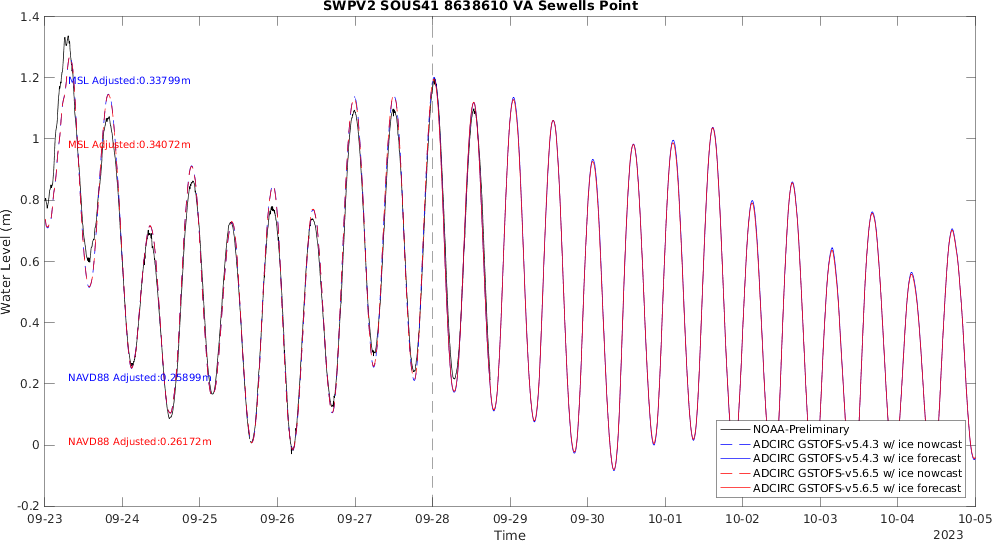 SWPV2 SOUS41 8638610 VA Sewells Point
1.4
1.2
1
0.8
0.6
0.4
0.2
0
-0.2
Water Level (m)
MSL Adjusted:0.33799m
MSL Adjusted:0.34072m
NAVD88 Adjusted:0.25899m
NAVD88 Adjusted:0.26172m
NOAA-Preliminary
ADCIRC GSTOFS-v5.4.3 w/ ice nowcast
ADCIRC GSTOFS-v5.4.3 w/ ice forecast
ADCIRC GSTOFS-v5.6.5 w/ ice nowcast
ADCIRC GSTOFS-v5.6.5 w/ ice forecast
09-23 09-24 09-25 09-26 09-27 09-28 09-29 09-30 10-01 10-02 10-03 10-04 10-05
Time
2023